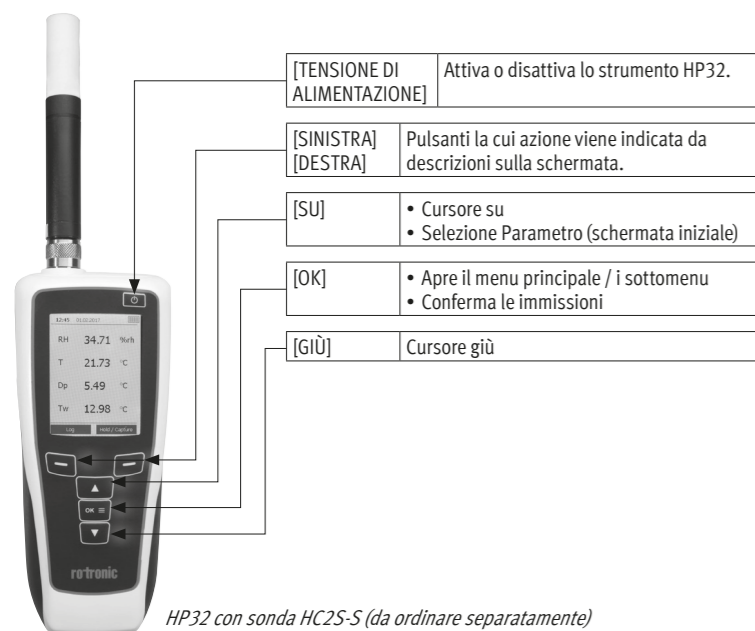 [TENSIONE DI
ALIMENTAZIONE]
Attiva o disattiva lo strumento HP32.
[SINISTRA]
[DESTRA]
Pulsanti la cui azione viene indicata da
descrizioni sulla schermata.
[SU]
• Cursore su
• Selezione Parametro (schermata iniziale)
[OK]
• Apre il menu principale / i sottomenu
• Conferma le immissioni
[GIÙ]
Cursore giù
12:45 01.02.2017
RH 34.71 %rh
T 21.73 °C
Dp 5.49 °C
Tw 12.98 °C
Log Hold / Capture
OK
rotronic
HP32 con sonda HC2S-S (da ordinare separatamente)